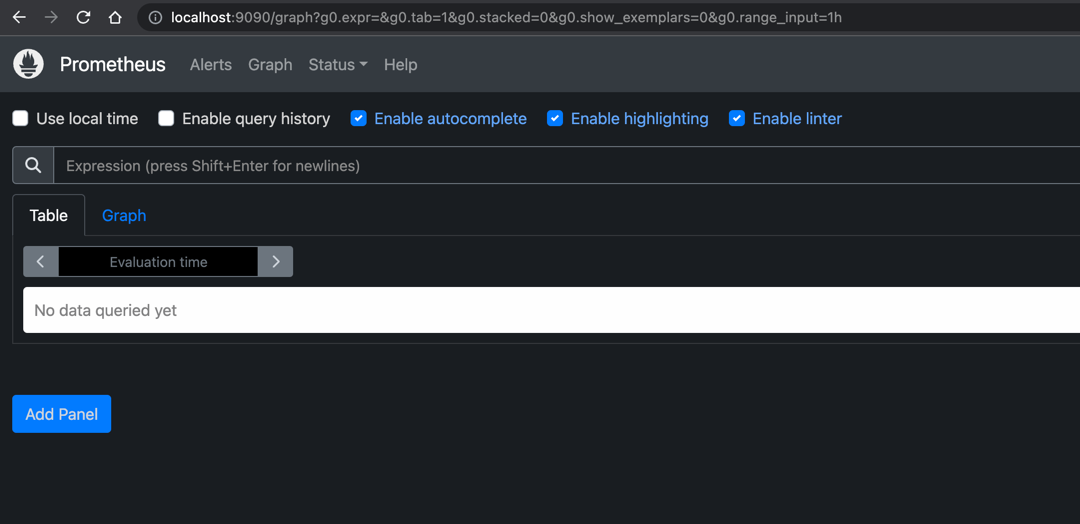 localhost:9090/graph?g0.expr=&g0.tab=1&g0.stacked=0&g0.show_exemplars=0&g0.range_input=1h
Prometheus Alerts Graph Status Help
Use local time Enable query history Enable autocomplete Enable highlighting Enable linter
Expression (press Shift+Enter for newlines)
Table Graph
Evaluation time
No data queried yet
Add Panel